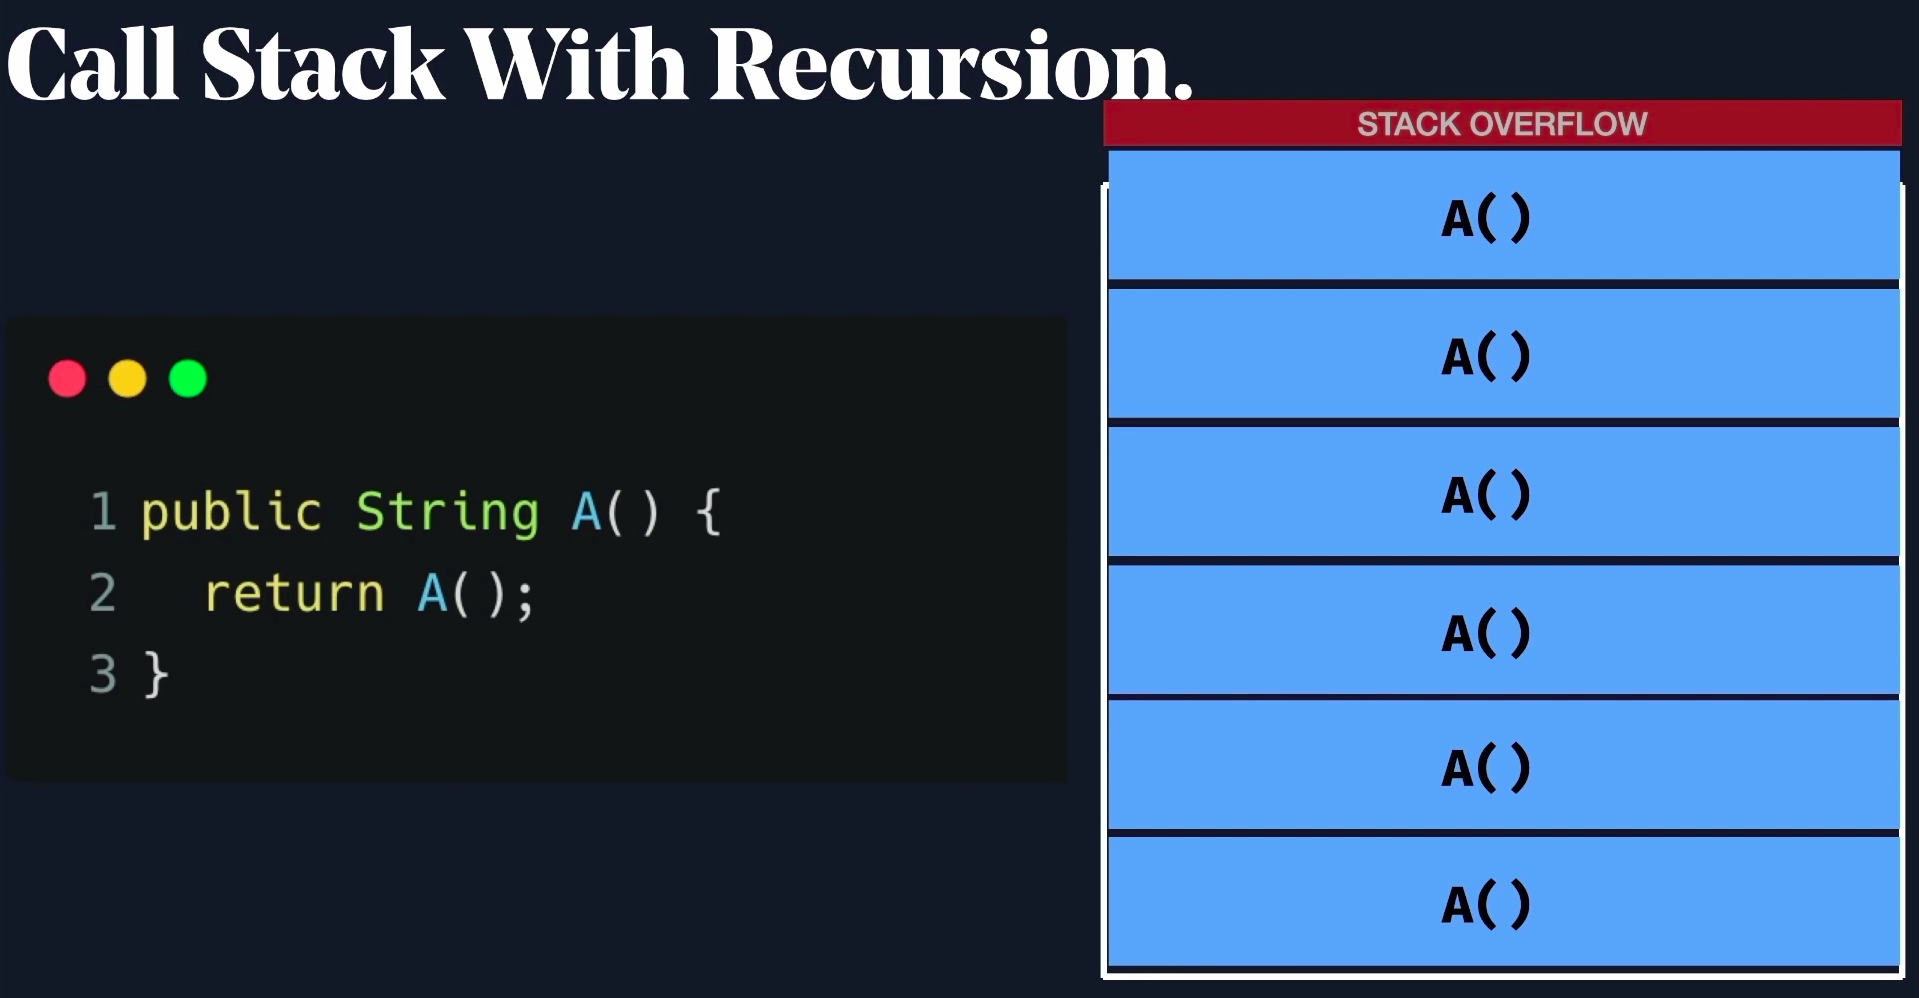 Call Stack With Recursion.
STACK OVERFLOW
1 public String A() {
2   return A();
3 }
A()
A()
A()
A()
A()
A()